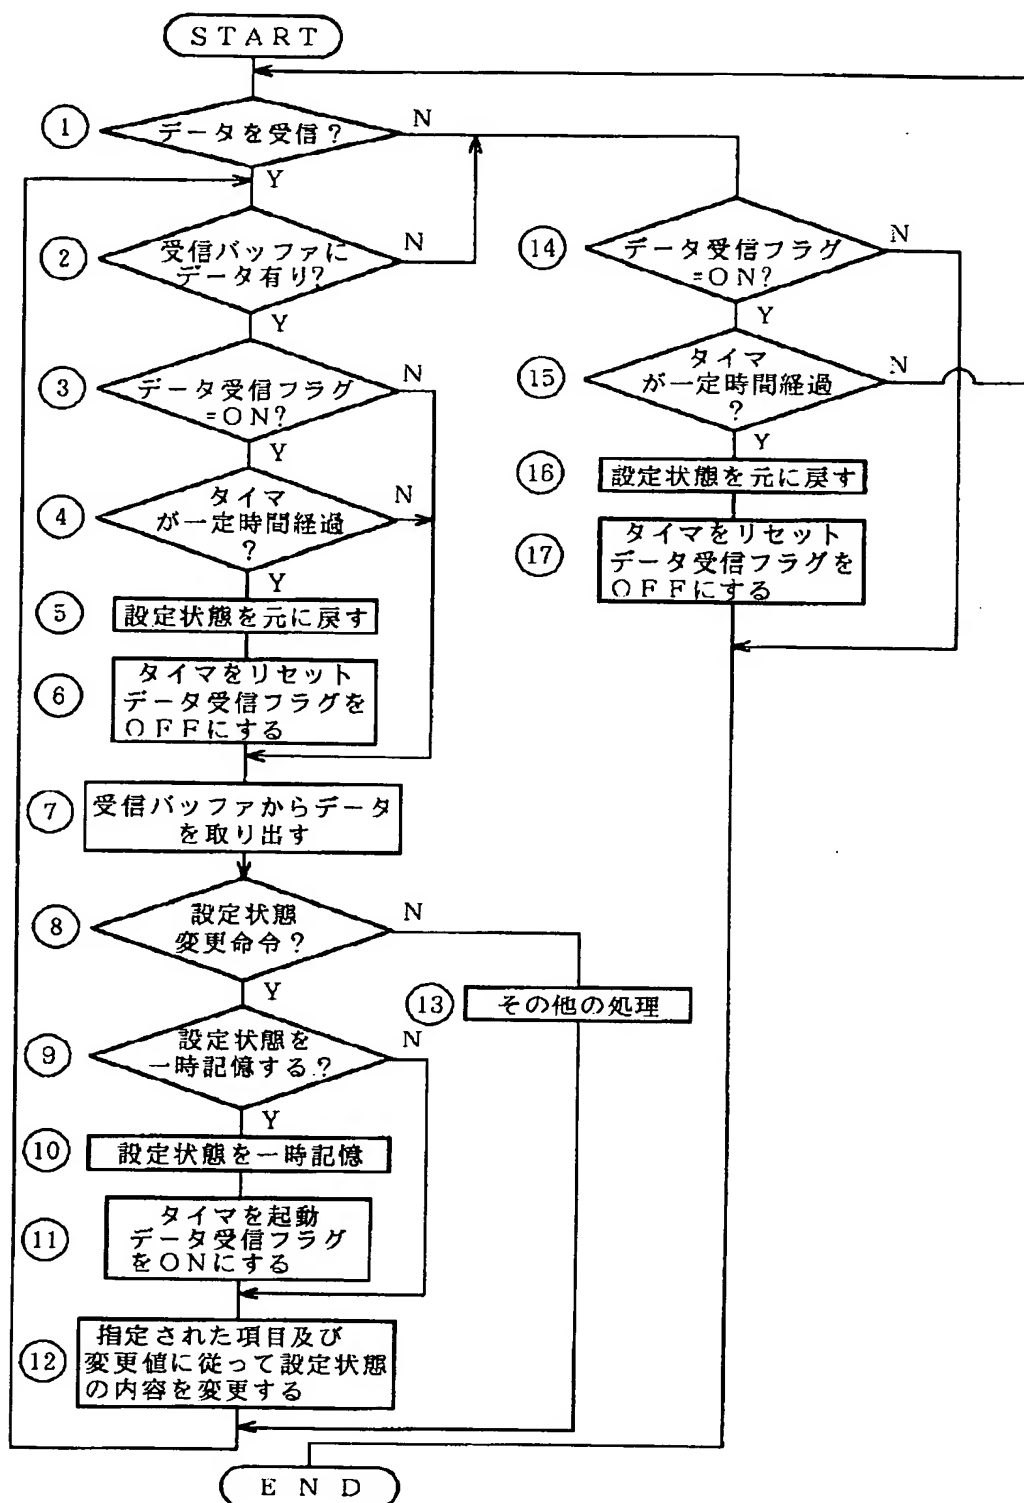 START
① データを受信？ N
Y
② 受信バッファに
データ有り？ N
Y
③ データ受信フラグ
=ON？ N
Y
④ タイマ
が一定時間経過
？ N
Y
⑤ 設定状態を元に戻す
⑥ タイマをリセット
データ受信フラグを
OFFにする
⑦ 受信バッファからデータ
を取り出す
⑧ 設定状態
変更命令？ N
Y
⑨ 設定状態を
一時記憶する？ N
Y
⑩ 設定状態を一時記憶
⑪ タイマを起動
データ受信フラグ
をONにする
⑫ 指定された項目及び
変更値に従って設定状態
の内容を変更する
⑬ その他の処理
⑭ データ受信フラグ
=ON？ N
Y
⑮ タイマ
が一定時間経過
？ N
Y
⑯ 設定状態を元に戻す
⑰ タイマをリセット
データ受信フラグを
OFFにする
END